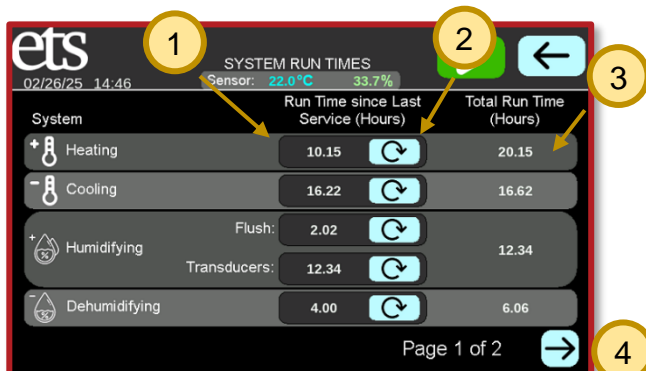 ets
1
2
3
SYSTEM RUN TIMES
02/26/25 14:46
Sensor: 22.0°C 33.7%
System
Run Time since Last
Service (Hours)
Total Run Time
(Hours)
+ Heating 10.15 20.15
- Cooling 16.22 16.62
+ % Humidifying
Flush: 2.02
Transducers: 12.34
12.34
- % Dehumidifying 4.00 6.06
Page 1 of 2
4